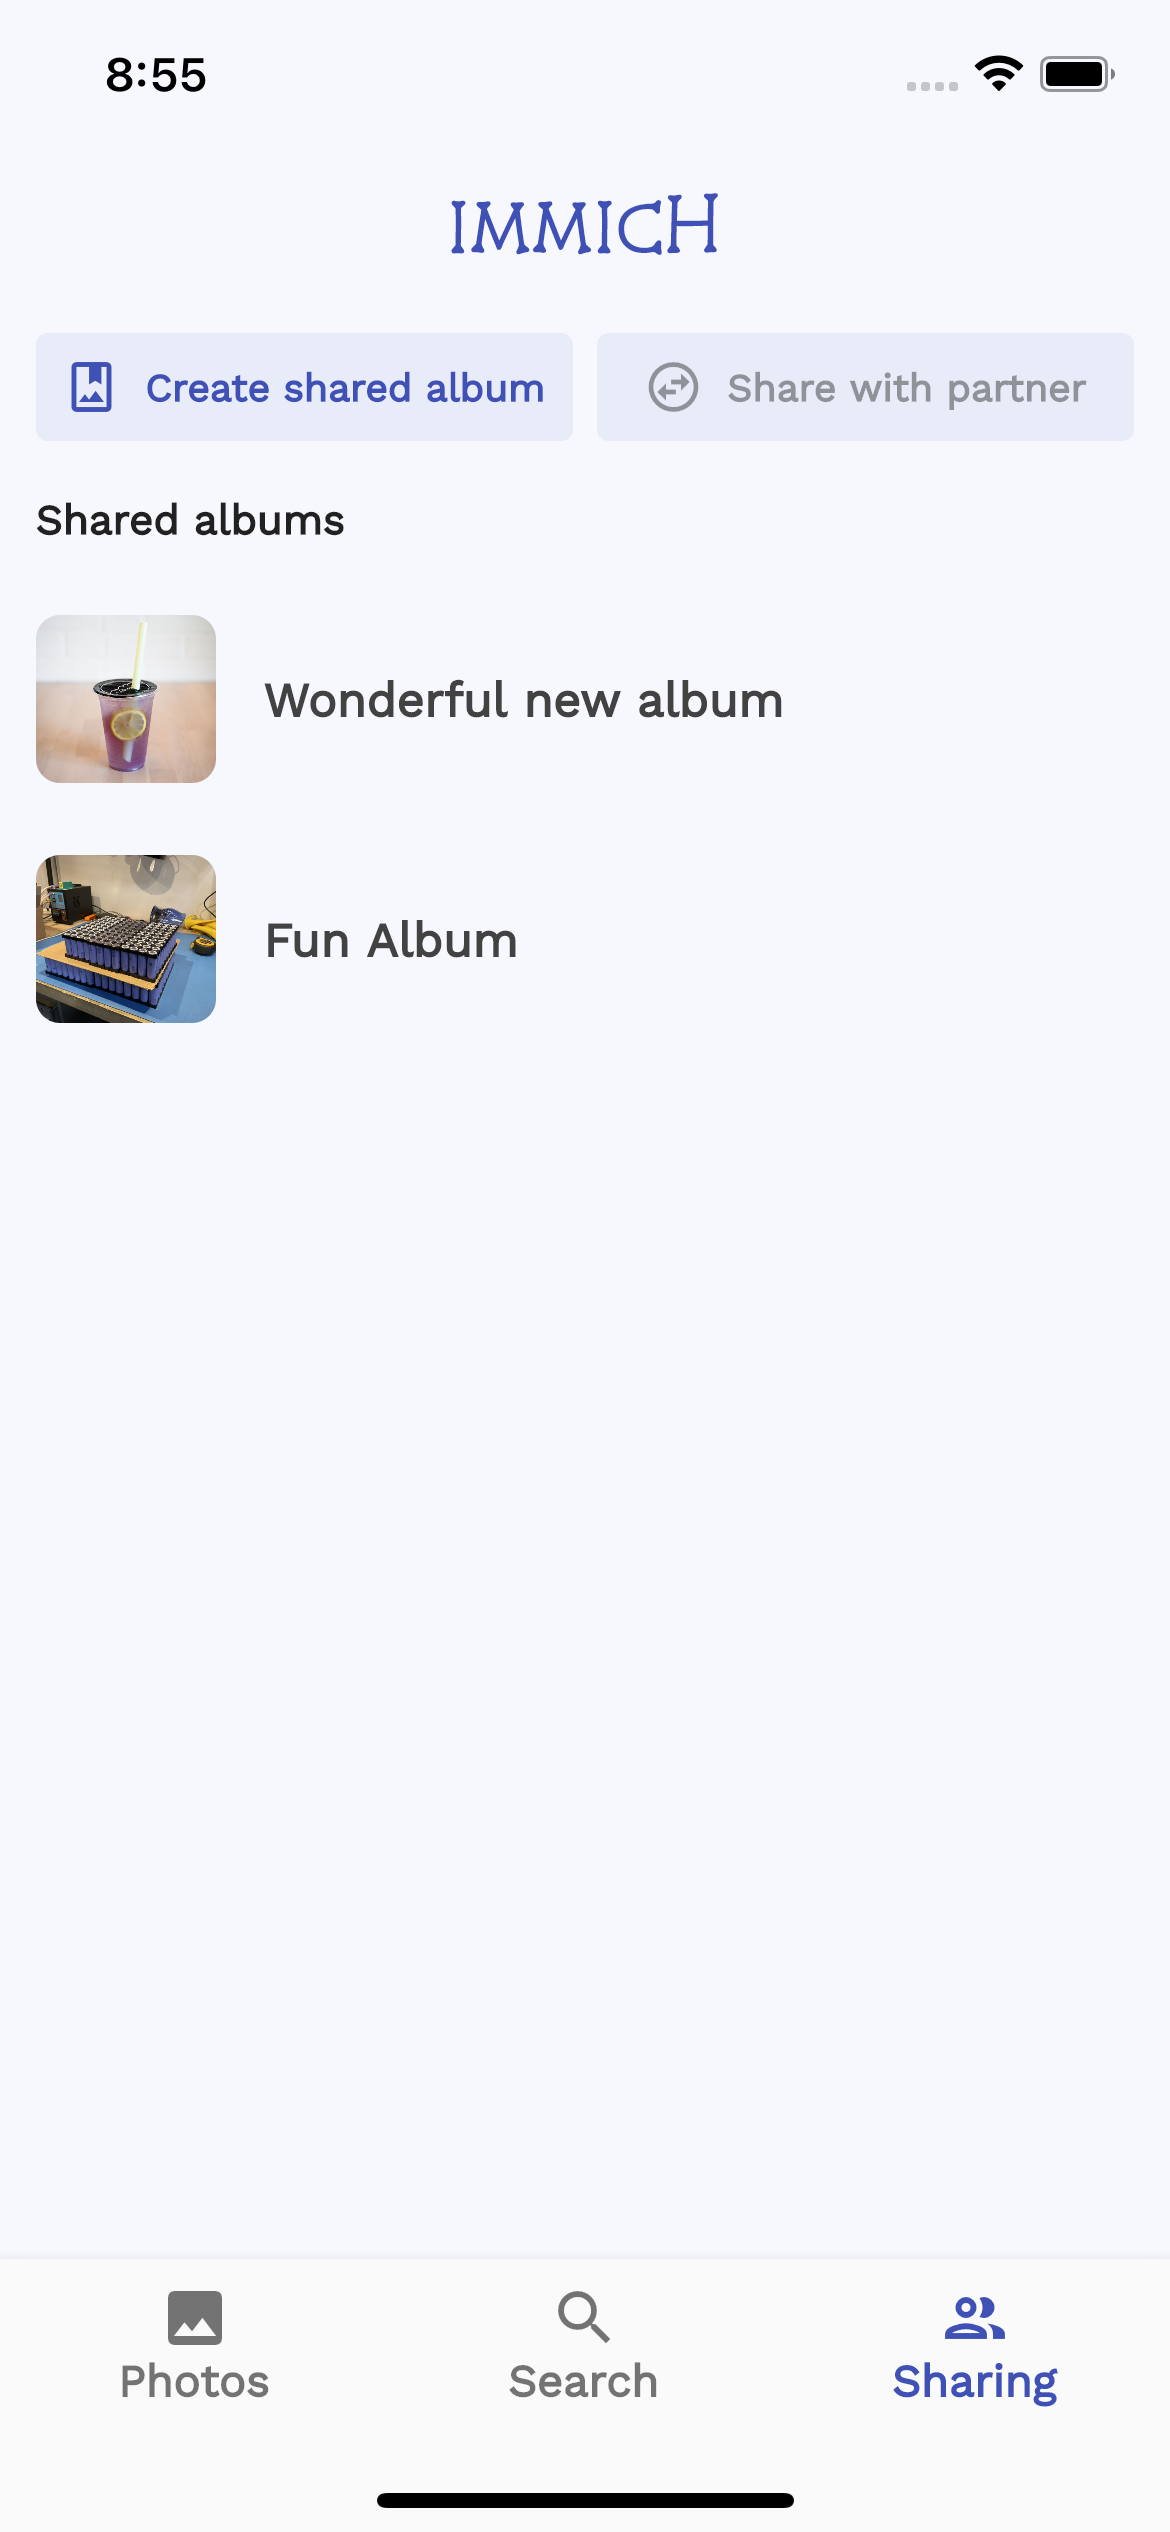 8:55
IMMICH
Create shared album
Share with partner
Shared albums
Wonderful new album
Fun Album
Photos
Search
Sharing